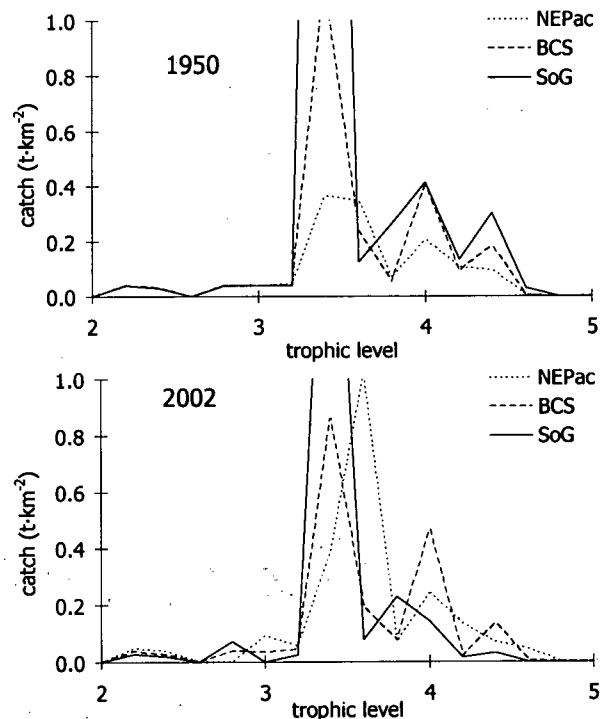 1950
NEPac
BCS
SoG
catch (t·km-2)
1.0
0.8
0.6
0.4
0.2
0.0
2 3 4 5
trophic level
2002
NEPac
BCS
SoG
catch (t·km-2)
1.0
0.8
0.6
0.4
0.2
0.0
2 3 4 5
trophic level